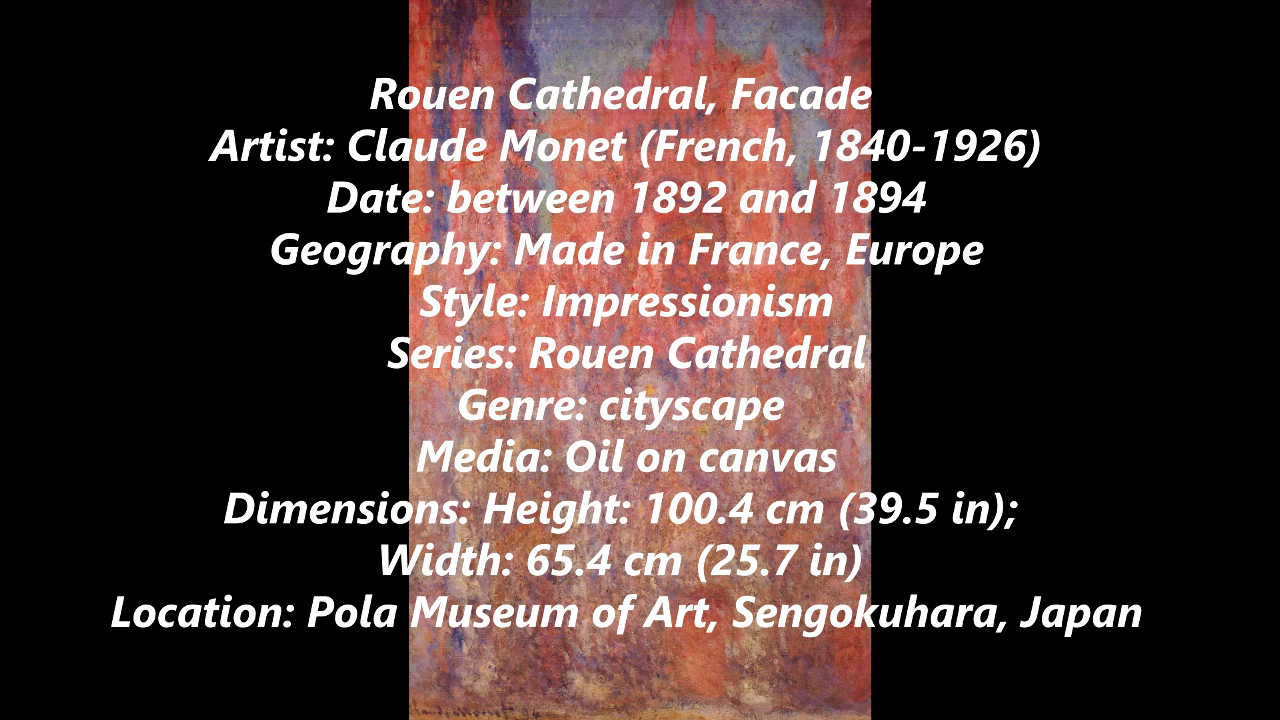 Rouen Cathedral, Facade
Artist: Claude Monet (French, 1840-1926)
Date: between 1892 and 1894
Geography: Made in France, Europe
Style: Impressionism
Series: Rouen Cathedral
Genre: cityscape
Media: Oil on canvas
Dimensions: Height: 100.4 cm (39.5 in);
Width: 65.4 cm (25.7 in)
Location: Pola Museum of Art, Sengokuhara, Japan